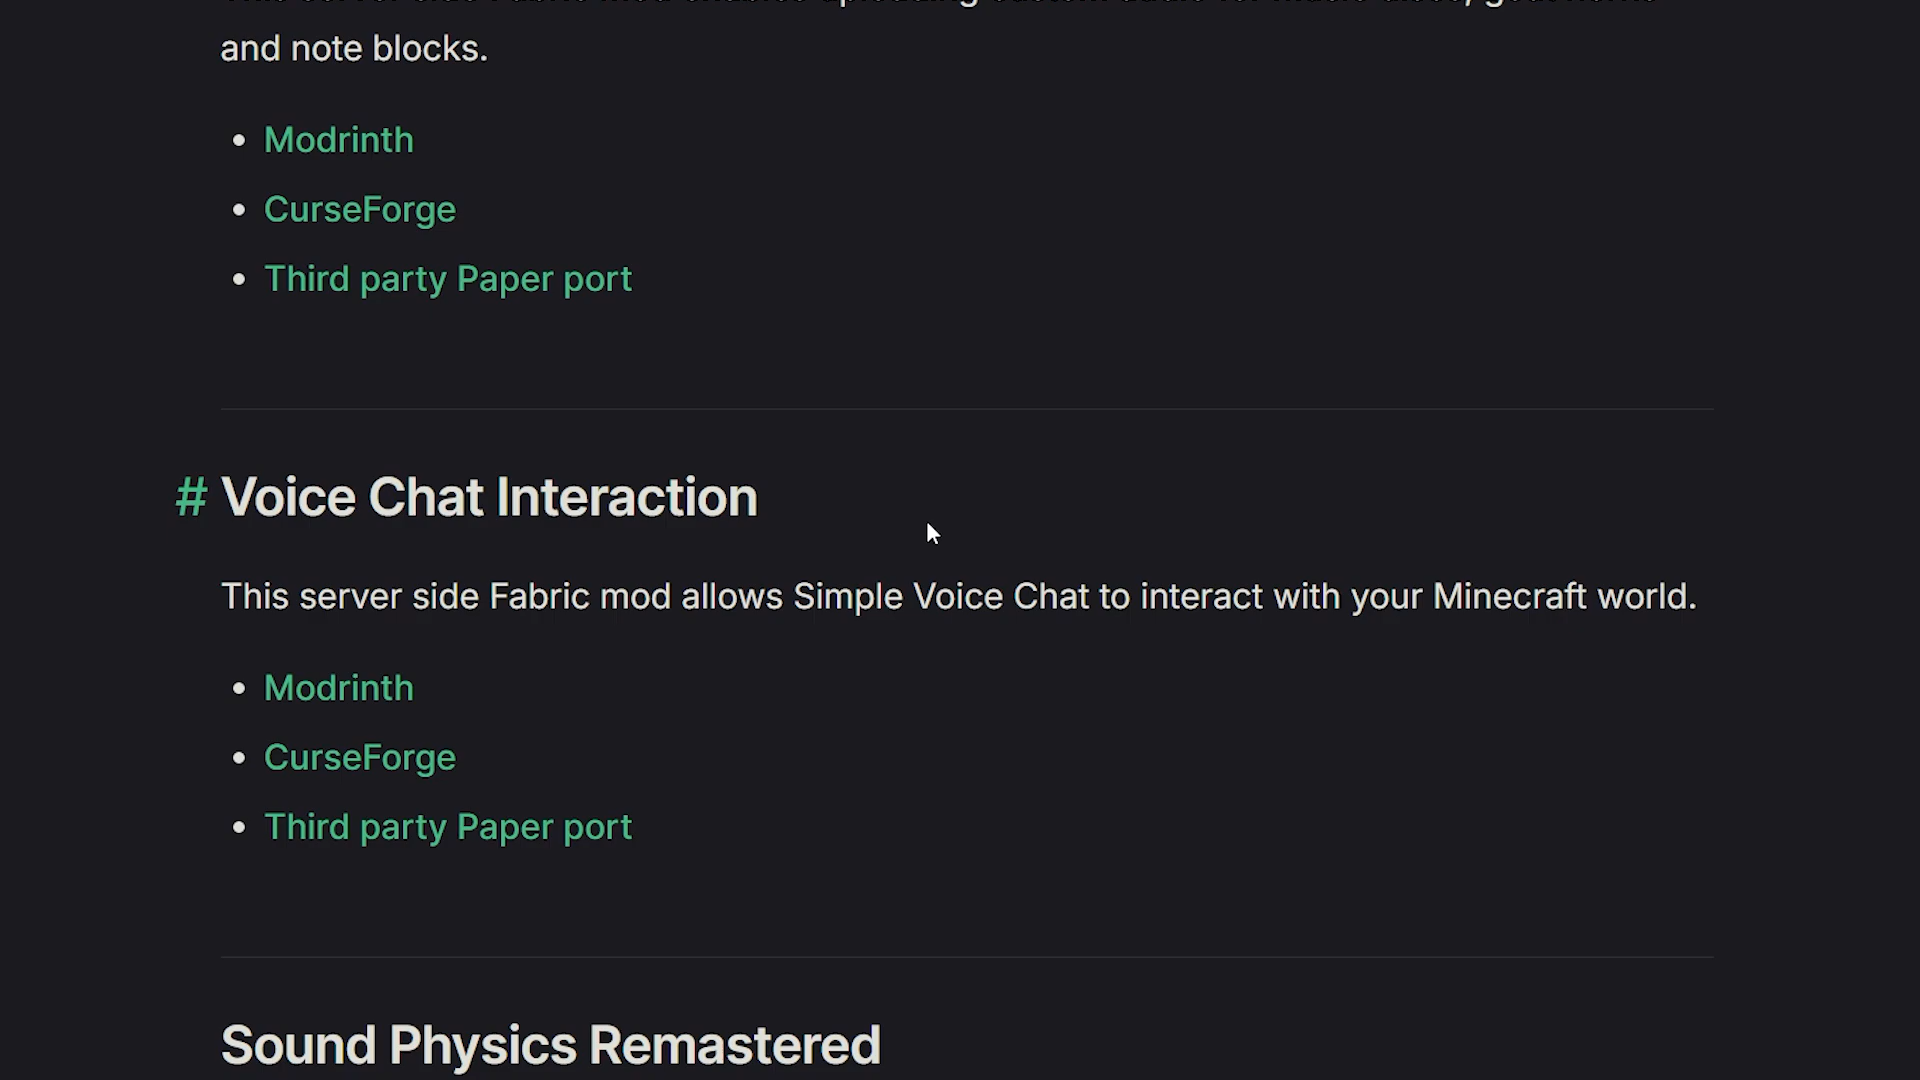 and note blocks.
Modrinth
CurseForge
Third party Paper port
# Voice Chat Interaction
This server side Fabric mod allows Simple Voice Chat to interact with your Minecraft world.
Modrinth
CurseForge
Third party Paper port
Sound Physics Remastered